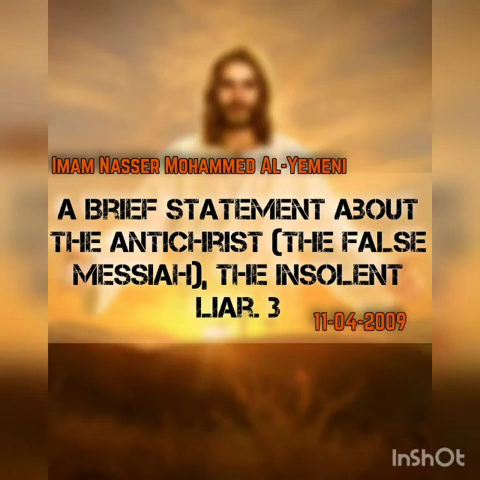 Imam Nasser Mohammed Al-Yemeni
A BRIEF STATEMENT ABOUT
THE ANTICHRIST (THE FALSE
MESSIAH), THE INSOLENT
LIAR. 3
11-04-2009
InShOt